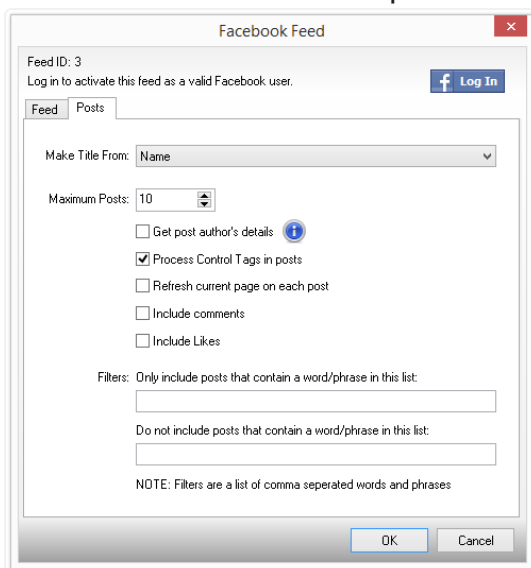 Facebook Feed
Feed ID: 3
Log in to activate this feed as a valid Facebook user.
f Log In
Feed Posts
Make Title From: Name
Maximum Posts: 10
Get post author's details i
Process Control Tags in posts
Refresh current page on each post
Include comments
Include Likes
Filters: Only include posts that contain a word/phrase in this list:
Do not include posts that contain a word/phrase in this list:
NOTE: Filters are a list of comma seperated words and phrases
OK Cancel